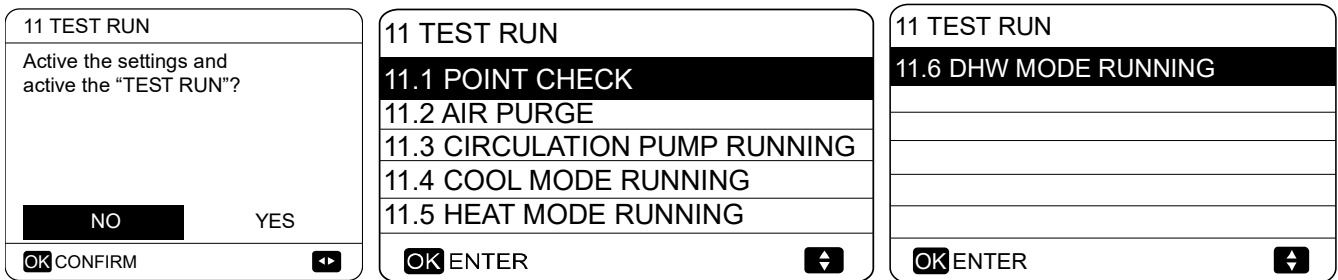 11 TEST RUN
Active the settings and
active the “TEST RUN”?
NO YES
OK CONFIRM
11 TEST RUN
11.1 POINT CHECK
11.2 AIR PURGE
11.3 CIRCULATION PUMP RUNNING
11.4 COOL MODE RUNNING
11.5 HEAT MODE RUNNING
OK ENTER
11 TEST RUN
11.6 DHW MODE RUNNING
OK ENTER